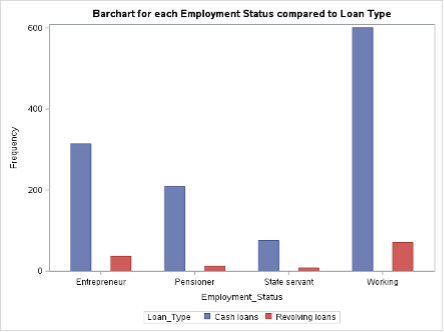 Barchart for each Employment Status compared to Loan Type
600
400
200
0
Frequency
Entrepreneur Pensioner State servant Working
Employment_Status
Loan_Type Cash loans Revolving loans